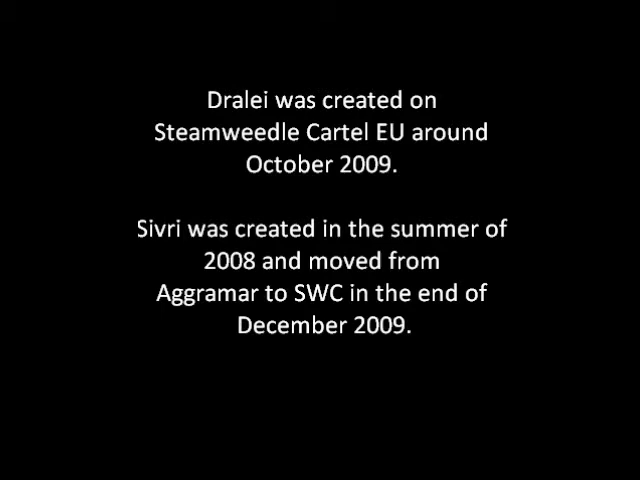 Dralei was created on
Steamweedle Cartel EU around
October 2009.
Sivri was created in the summer of
2008 and moved from
Aggramar to SWC in the end of
December 2009.